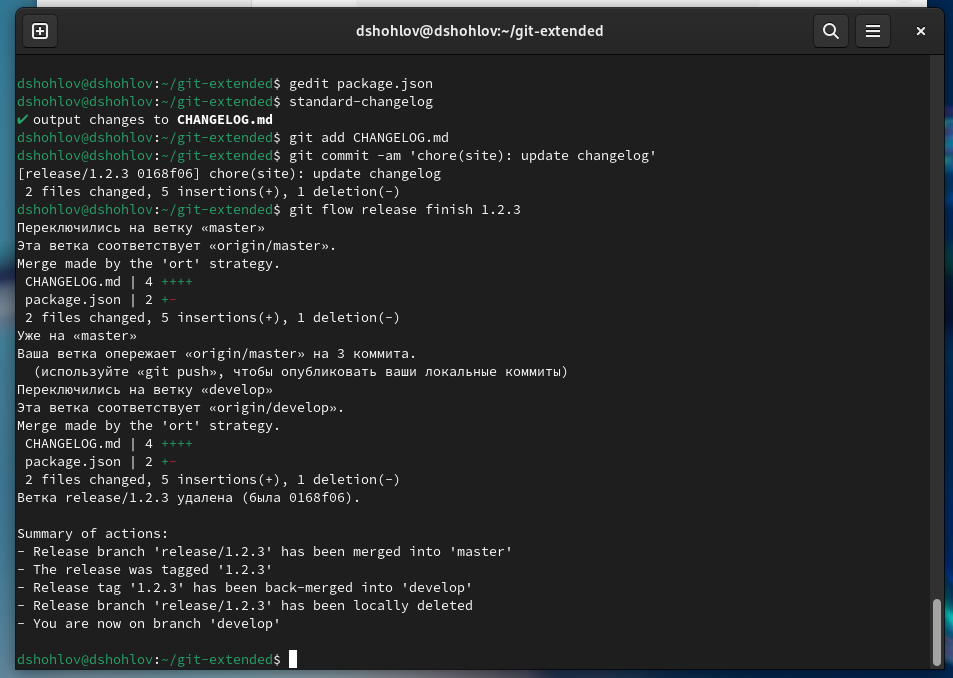 dshohlov@dshohlov:~/git-extended
dshohlov@dshohlov:~/git-extended$ gedit package.json
dshohlov@dshohlov:~/git-extended$ standard-changelog
✔ output changes to CHANGELOG.md
dshohlov@dshohlov:~/git-extended$ git add CHANGELOG.md
dshohlov@dshohlov:~/git-extended$ git commit -am 'chore(site): update changelog'
[release/1.2.3 0168f06] chore(site): update changelog
 2 files changed, 5 insertions(+), 1 deletion(-)
dshohlov@dshohlov:~/git-extended$ git flow release finish 1.2.3
Переключились на ветку «master»
Эта ветка соответствует «origin/master».
Merge made by the 'ort' strategy.
 CHANGELOG.md | 4 ++++
 package.json | 2 +-
 2 files changed, 5 insertions(+), 1 deletion(-)
Уже на «master»
Ваша ветка опережает «origin/master» на 3 коммита.
  (используйте «git push», чтобы опубликовать ваши локальные коммиты)
Переключились на ветку «develop»
Эта ветка соответствует «origin/develop».
Merge made by the 'ort' strategy.
 CHANGELOG.md | 4 ++++
 package.json | 2 +-
 2 files changed, 5 insertions(+), 1 deletion(-)
Ветка release/1.2.3 удалена (была 0168f06).
Summary of actions:
- Release branch 'release/1.2.3' has been merged into 'master'
- The release was tagged '1.2.3'
- Release tag '1.2.3' has been back-merged into 'develop'
- Release branch 'release/1.2.3' has been locally deleted
- You are now on branch 'develop'
dshohlov@dshohlov:~/git-extended$